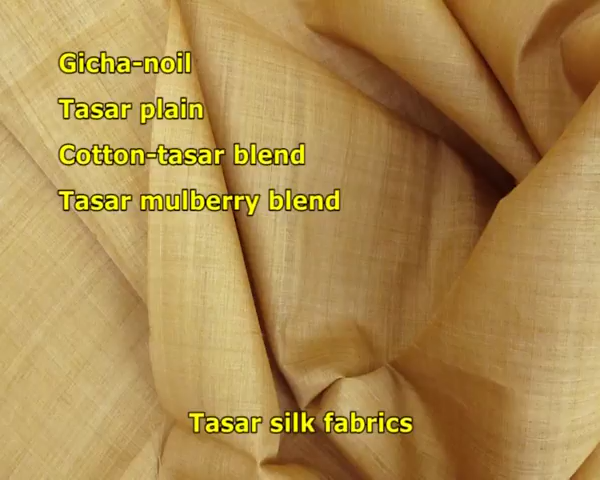 Gicha-noil
Tasar plain
Cotton-tasar blend
Tasar mulberry blend
Tasar silk fabrics